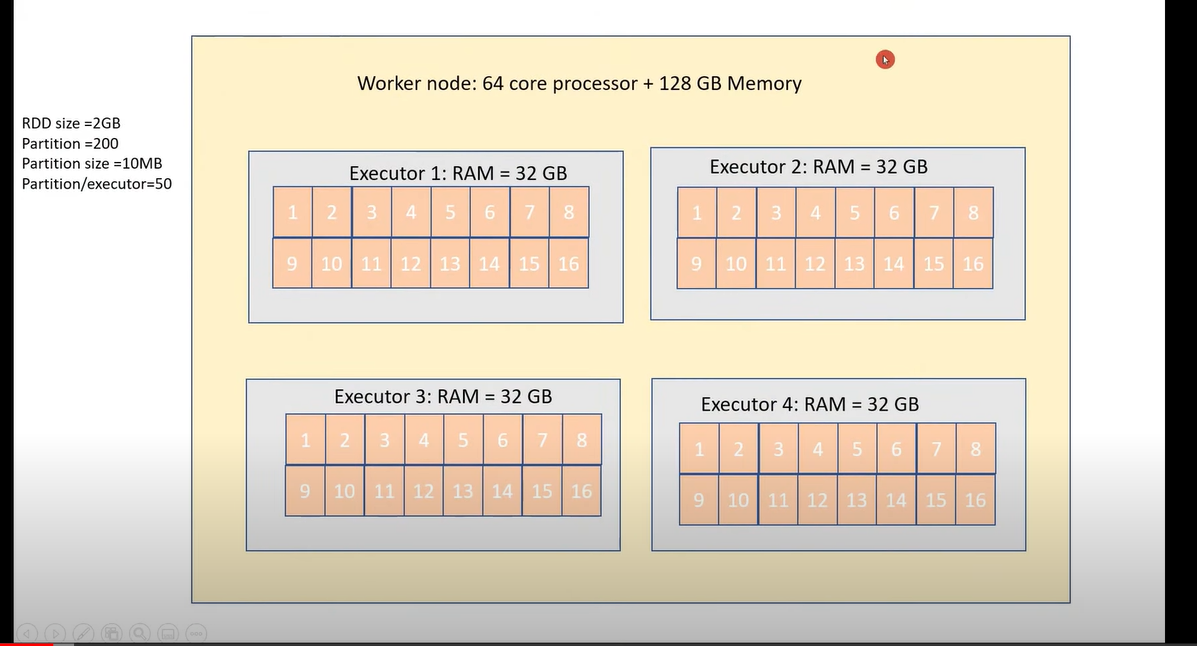 Worker node: 64 core processor + 128 GB Memory
RDD size =2GB
Partition =200
Partition size =10MB
Partition/executor=50
Executor 1: RAM = 32 GB
1 2 3 4 5 6 7 8
9 10 11 12 13 14 15 16
Executor 2: RAM = 32 GB
1 2 3 4 5 6 7 8
9 10 11 12 13 14 15 16
Executor 3: RAM = 32 GB
1 2 3 4 5 6 7 8
9 10 11 12 13 14 15 16
Executor 4: RAM = 32 GB
1 2 3 4 5 6 7 8
9 10 11 12 13 14 15 16